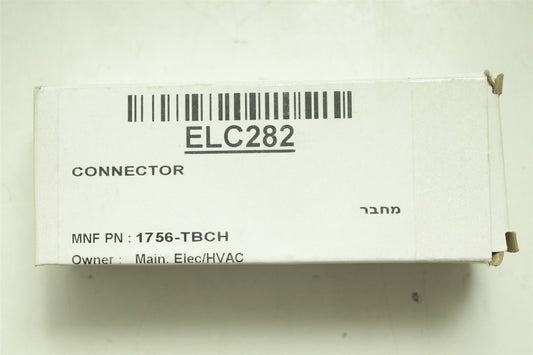 ELC282
CONNECTOR
מחבר
MNF PN : 1756-TBCH
Owner : Main. Elec/HVAC